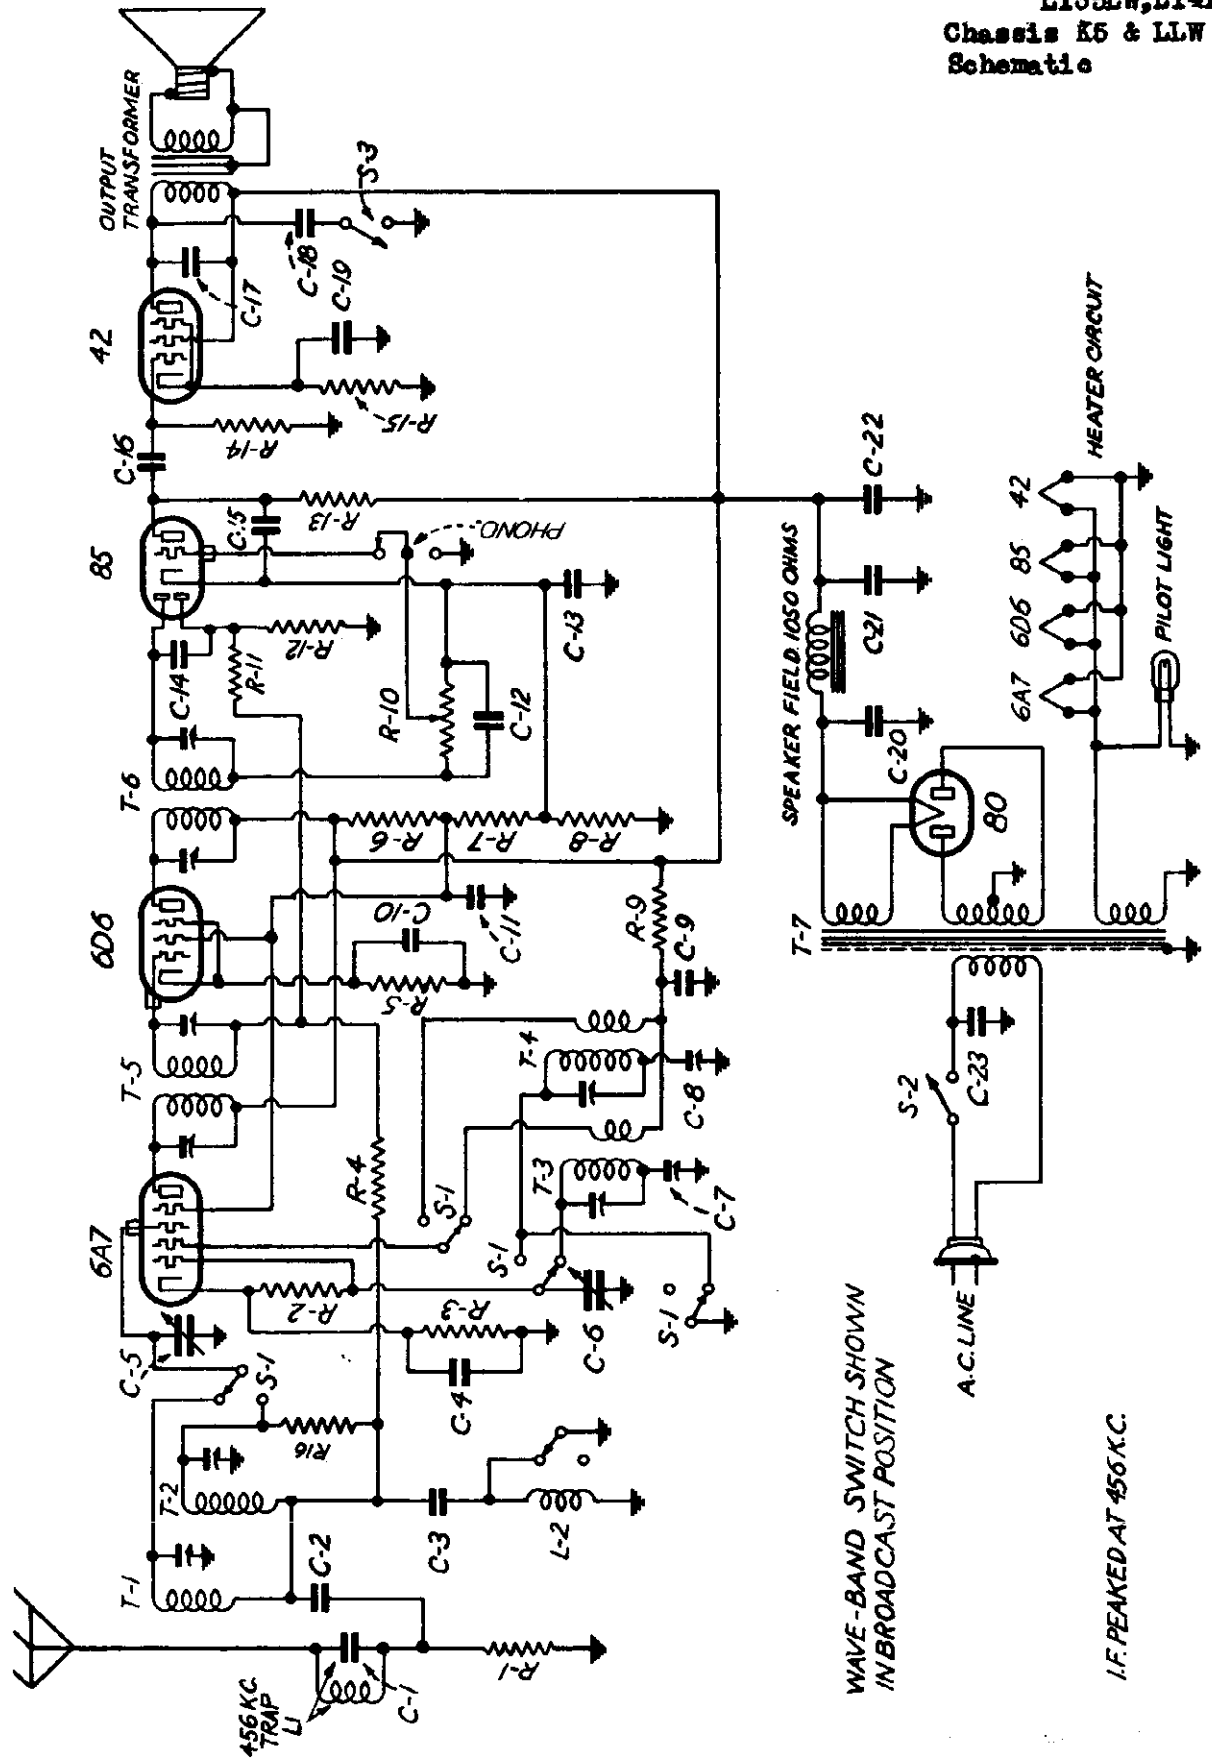 Chassis K5 & LLW
Schematic
OUTPUT
TRANSFORMER
42
C-17
C-18
S-3
C-19
R-15
R-14
C-16
85
C-15
R-13
PHONO
C-14
R-11
R-12
R-10
C-12
C-13
T-6
6D6
R-6
R-7
R-8
C-10
C-11
R-5
R-9
C-9
T-5
T-4
C-8
6A7
R-4
S-1
T-3
C-7
S-1
R-2
R-3
C-6
S-1
C-5
C-4
S-1
R16
T-2
C-3
L-2
T-1
C-2
456 K.C.
TRAP
L1
C-1
R-1
SPEAKER FIELD 1050 OHMS
C-22
C-21
C-20
80
T-7
HEATER CIRCUIT
42
85
6D6
6A7
PILOT LIGHT
S-2
C-23
A.C. LINE
WAVE-BAND SWITCH SHOWN
IN BROADCAST POSITION
I.F. PEAKED AT 456 K.C.